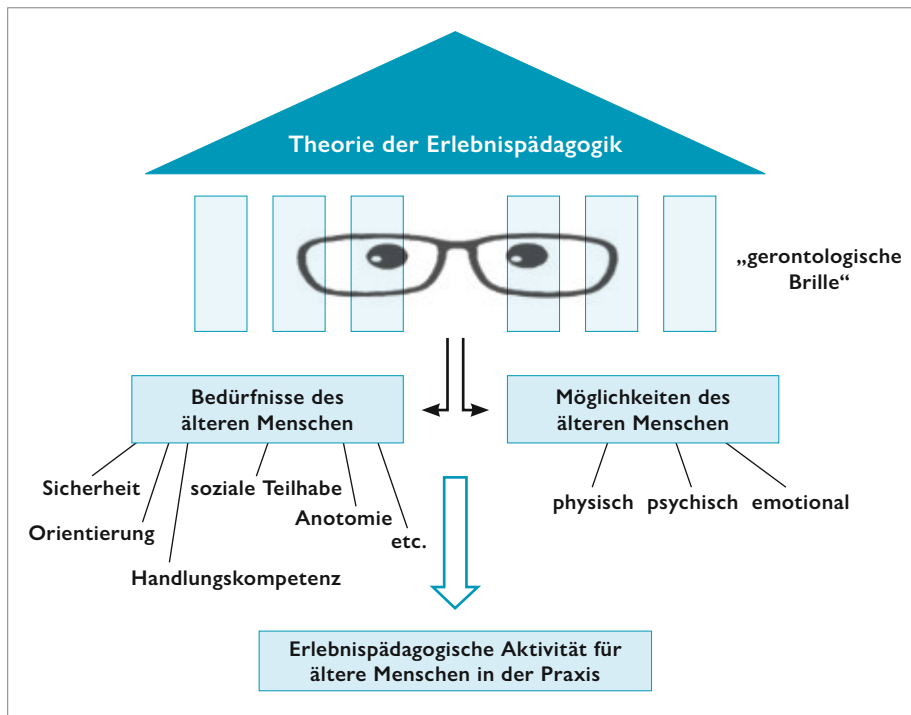 Theorie der Erlebnispädagogik
„gerontologische
Brille“
Bedürfnisse des
älteren Menschen
Möglichkeiten des
älteren Menschen
Sicherheit
soziale Teilhabe
Anotomie
Orientierung
etc.
Handlungskompetenz
physisch
psychisch
emotional
Erlebnispädagogische Aktivität für
ältere Menschen in der Praxis